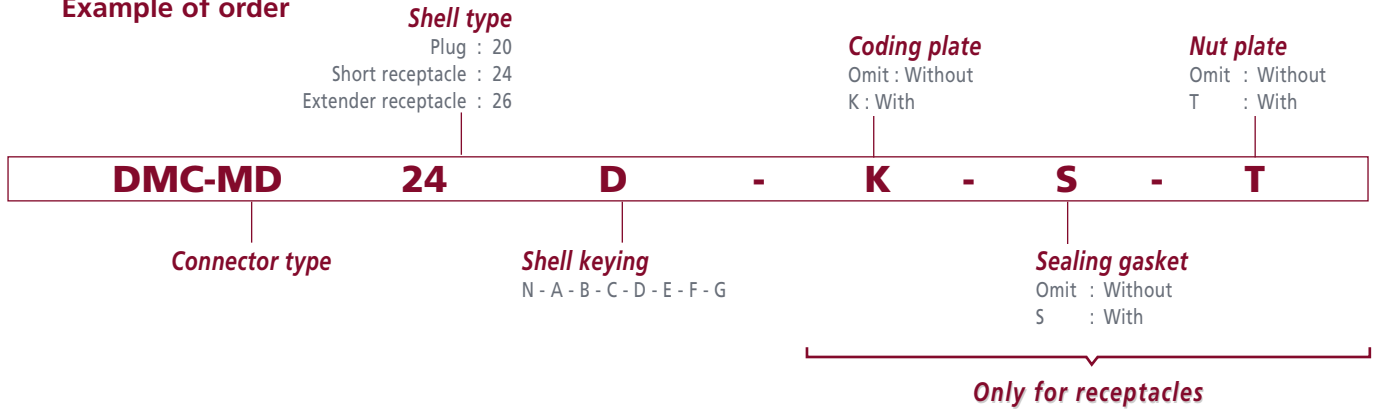 Example of order
Shell type
Plug : 20
Short receptacle : 24
Extender receptacle : 26
Coding plate
Omit : Without
K : With
Nut plate
Omit : Without
T : With
DMC-MD 24 D - K - S - T
Connector type
Shell keying
N - A - B - C - D - E - F - G
Sealing gasket
Omit : Without
S : With
Only for receptacles